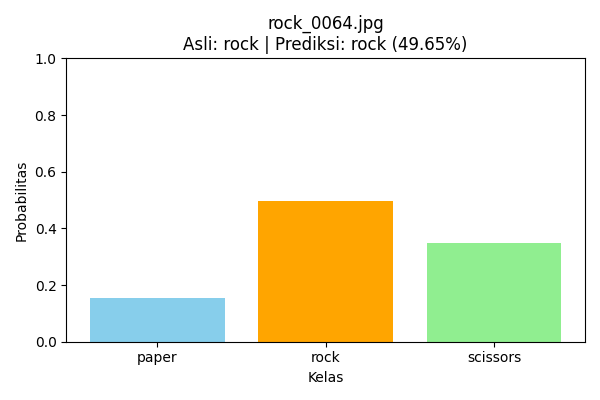 rock_0064.jpg
Asli: rock | Prediksi: rock (49.65%)
1.0
0.8
0.6
0.4
0.2
0.0
Probabilitas
paper rock scissors
Kelas